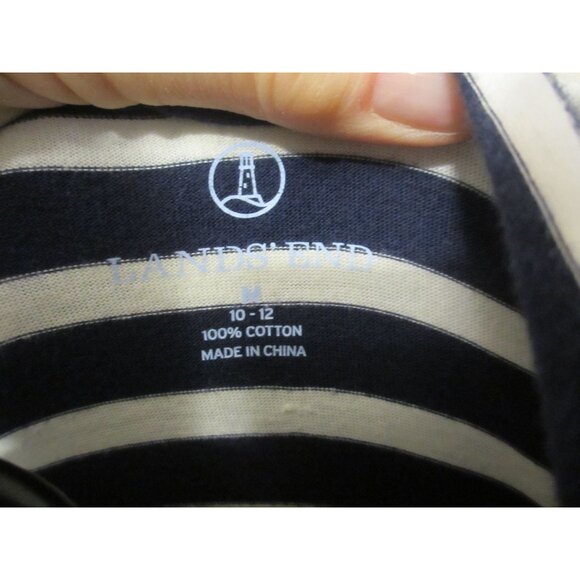 LANDS' END
M
10 - 12
100% COTTON
MADE IN CHINA